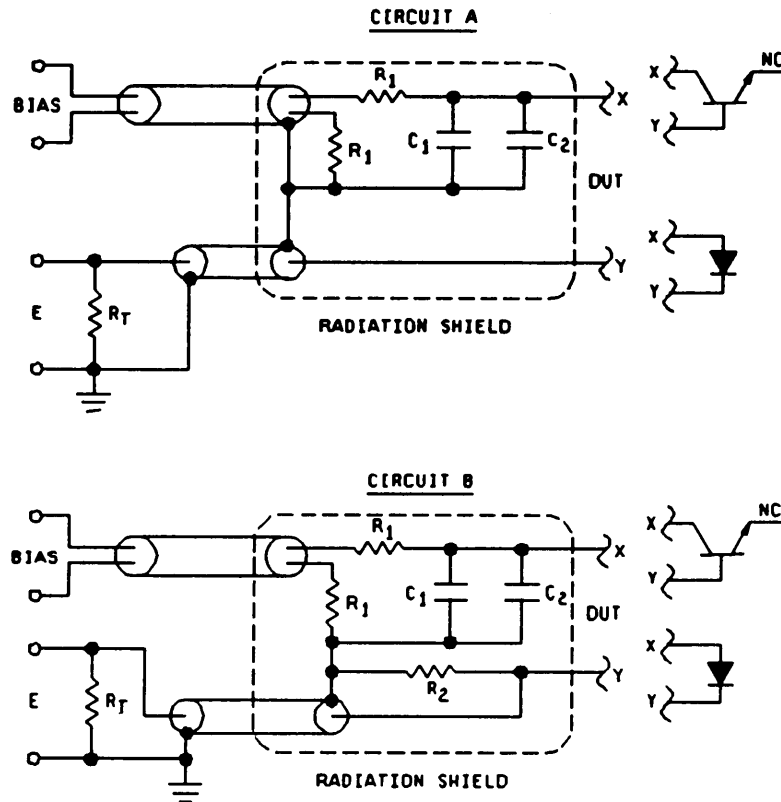 CIRCUIT A
NC
R1
X
X
BIAS
Y
C1
C2
R1
DUT
X
Y
Y
E
RT
RADIATION SHIELD
CIRCUIT B
NC
R1
X
X
BIAS
Y
R1
C1
C2
DUT
X
Y
R2
Y
E
RT
RADIATION SHIELD